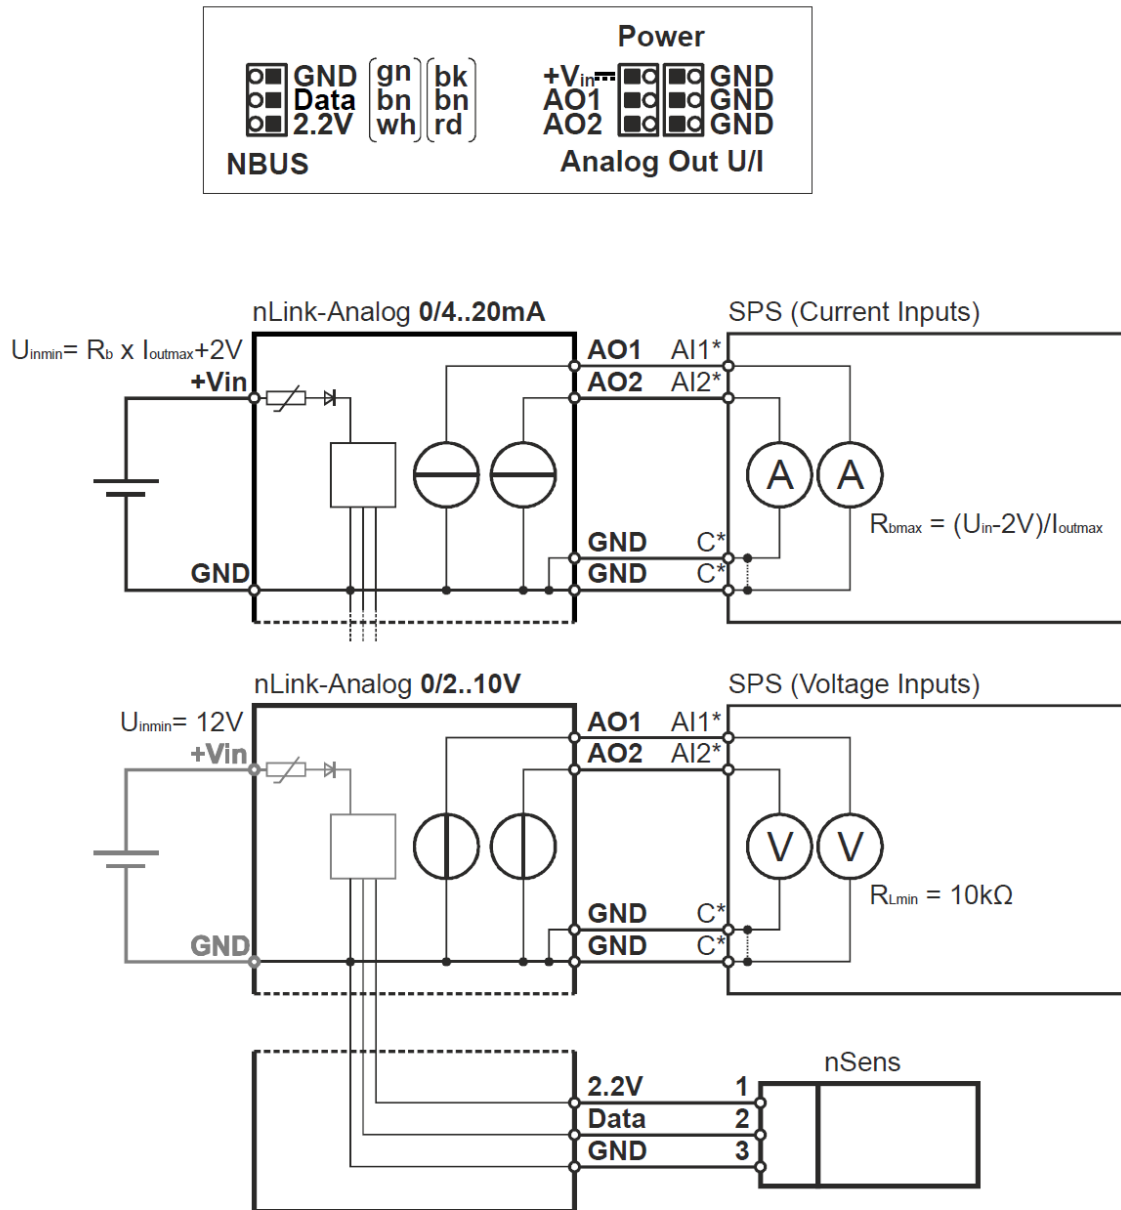 Power
GND gn bk +Vin GND
Data bn bn AO1 GND
2.2V wh rd AO2 GND
NBUS Analog Out U/I
nLink-Analog 0/4..20mA SPS (Current Inputs)
Uinmin= Rb x Ioutmax+2V
AO1 AI1*
+Vin AO2 AI2*
A A
Rbmax = (Uin-2V)/Ioutmax
GND C*
GND GND C*
nLink-Analog 0/2..10V SPS (Voltage Inputs)
Uinmin= 12V AO1 AI1*
+Vin AO2 AI2*
V V
RLmin = 10kΩ
GND C*
GND GND C*
nSens
2.2V 1
Data 2
GND 3